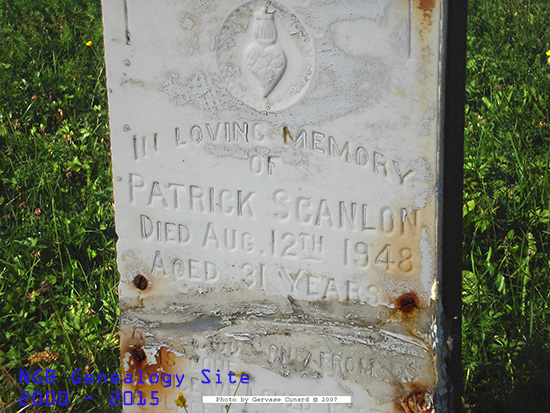 IN LOVING MEMORY
OF
PATRICK SCANLON
DIED AUG. 12TH 1948
AGED 31 YEARS
NGB Genealogy Site
2000 - 2015
Photo by Gervase Cunard © 2007